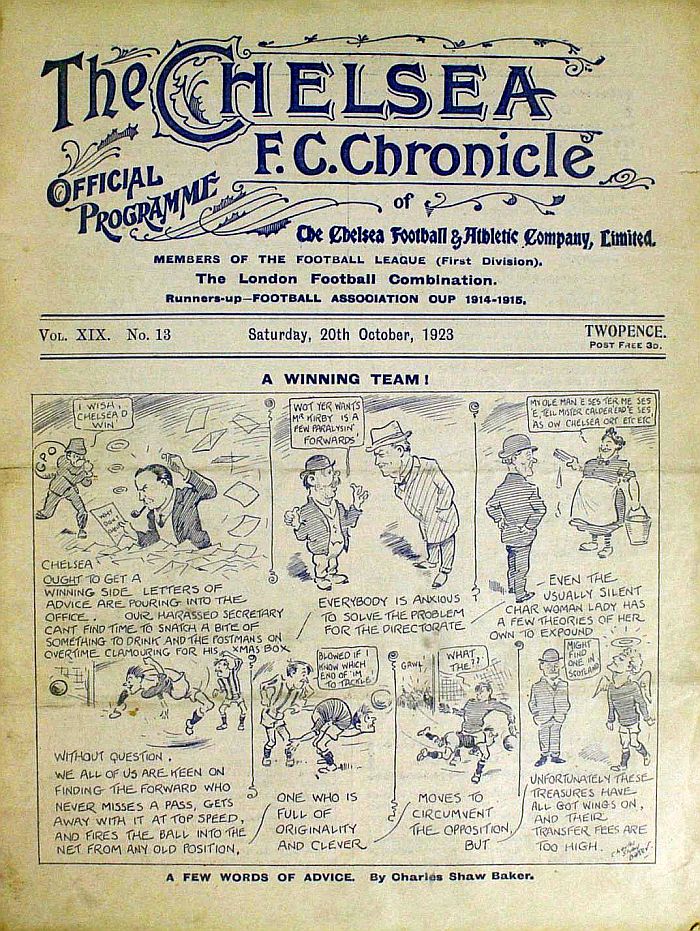 The CHELSEA
F.C. Chronicle
OFFICIAL
PROGRAMME
of
The Chelsea Football & Athletic Company, Limited.
MEMBERS OF THE FOOTBALL LEAGUE (First Division).
The London Football Combination.
Runners-up—FOOTBALL ASSOCIATION CUP 1914-1915.
VOL. XIX. No. 13
Saturday, 20th October, 1923
TWOPENCE.
POST FREE 3D.
A WINNING TEAM!
I WISH,
CHELSEA'D
WIN
GPO
WHY
DON'T
CHELSEA
OUGHT TO GET A
WINNING SIDE LETTERS OF
ADVICE ARE POURING INTO THE
OFFICE. OUR HARASSED SECRETARY
CANT FIND TIME TO SNATCH A BITE OF
SOMETHING TO DRINK AND THE POSTMANS ON
OVERTIME CLAMOURING FOR HIS XMAS BOX
WOT YER WANTS
MR KIRBY IS A
FEW PARALYSIN'
FORWARDS'
EVERYBODY IS ANXIOUS
TO SOLVE THE PROBLEM
FOR THE DIRECTORATE
MY OLE MAN 'E SES TER ME SES
'E, TELL MISTER CALDER'EAD 'E SES
AS OW CHELSEA ORT ETC ETC
EVEN THE
USUALLY SILENT
CHAR WOMAN LADY HAS
A FEW THEORIES OF HER
OWN TO EXPOUND
WITHOUT QUESTION,
WE ALL OF US ARE KEEN ON
FINDING THE FORWARD WHO
NEVER MISSES A PASS, GETS
AWAY WITH IT AT TOP SPEED,
AND FIRES THE BALL INTO THE
NET FROM ANY OLD POSITION,
BLOWED IF I
KNOW WHICH
END OF 'IM
TO TACKLE!
ONE WHO IS
FULL OF
ORIGINALITY
AND CLEVER
GAWL'
WHAT
THE??
MOVES TO
CIRCUMVENT
THE OPPOSITION,
BUT
MIGHT
FIND
ONE IN
SCOTLAND
UNFORTUNATELY THESE
TREASURES HAVE
ALL GOT WINGS ON,
AND THEIR
TRANSFER FEES ARE
TOO HIGH.
Charles
Shaw
Baker.
A FEW WORDS OF ADVICE. By Charles Shaw Baker.